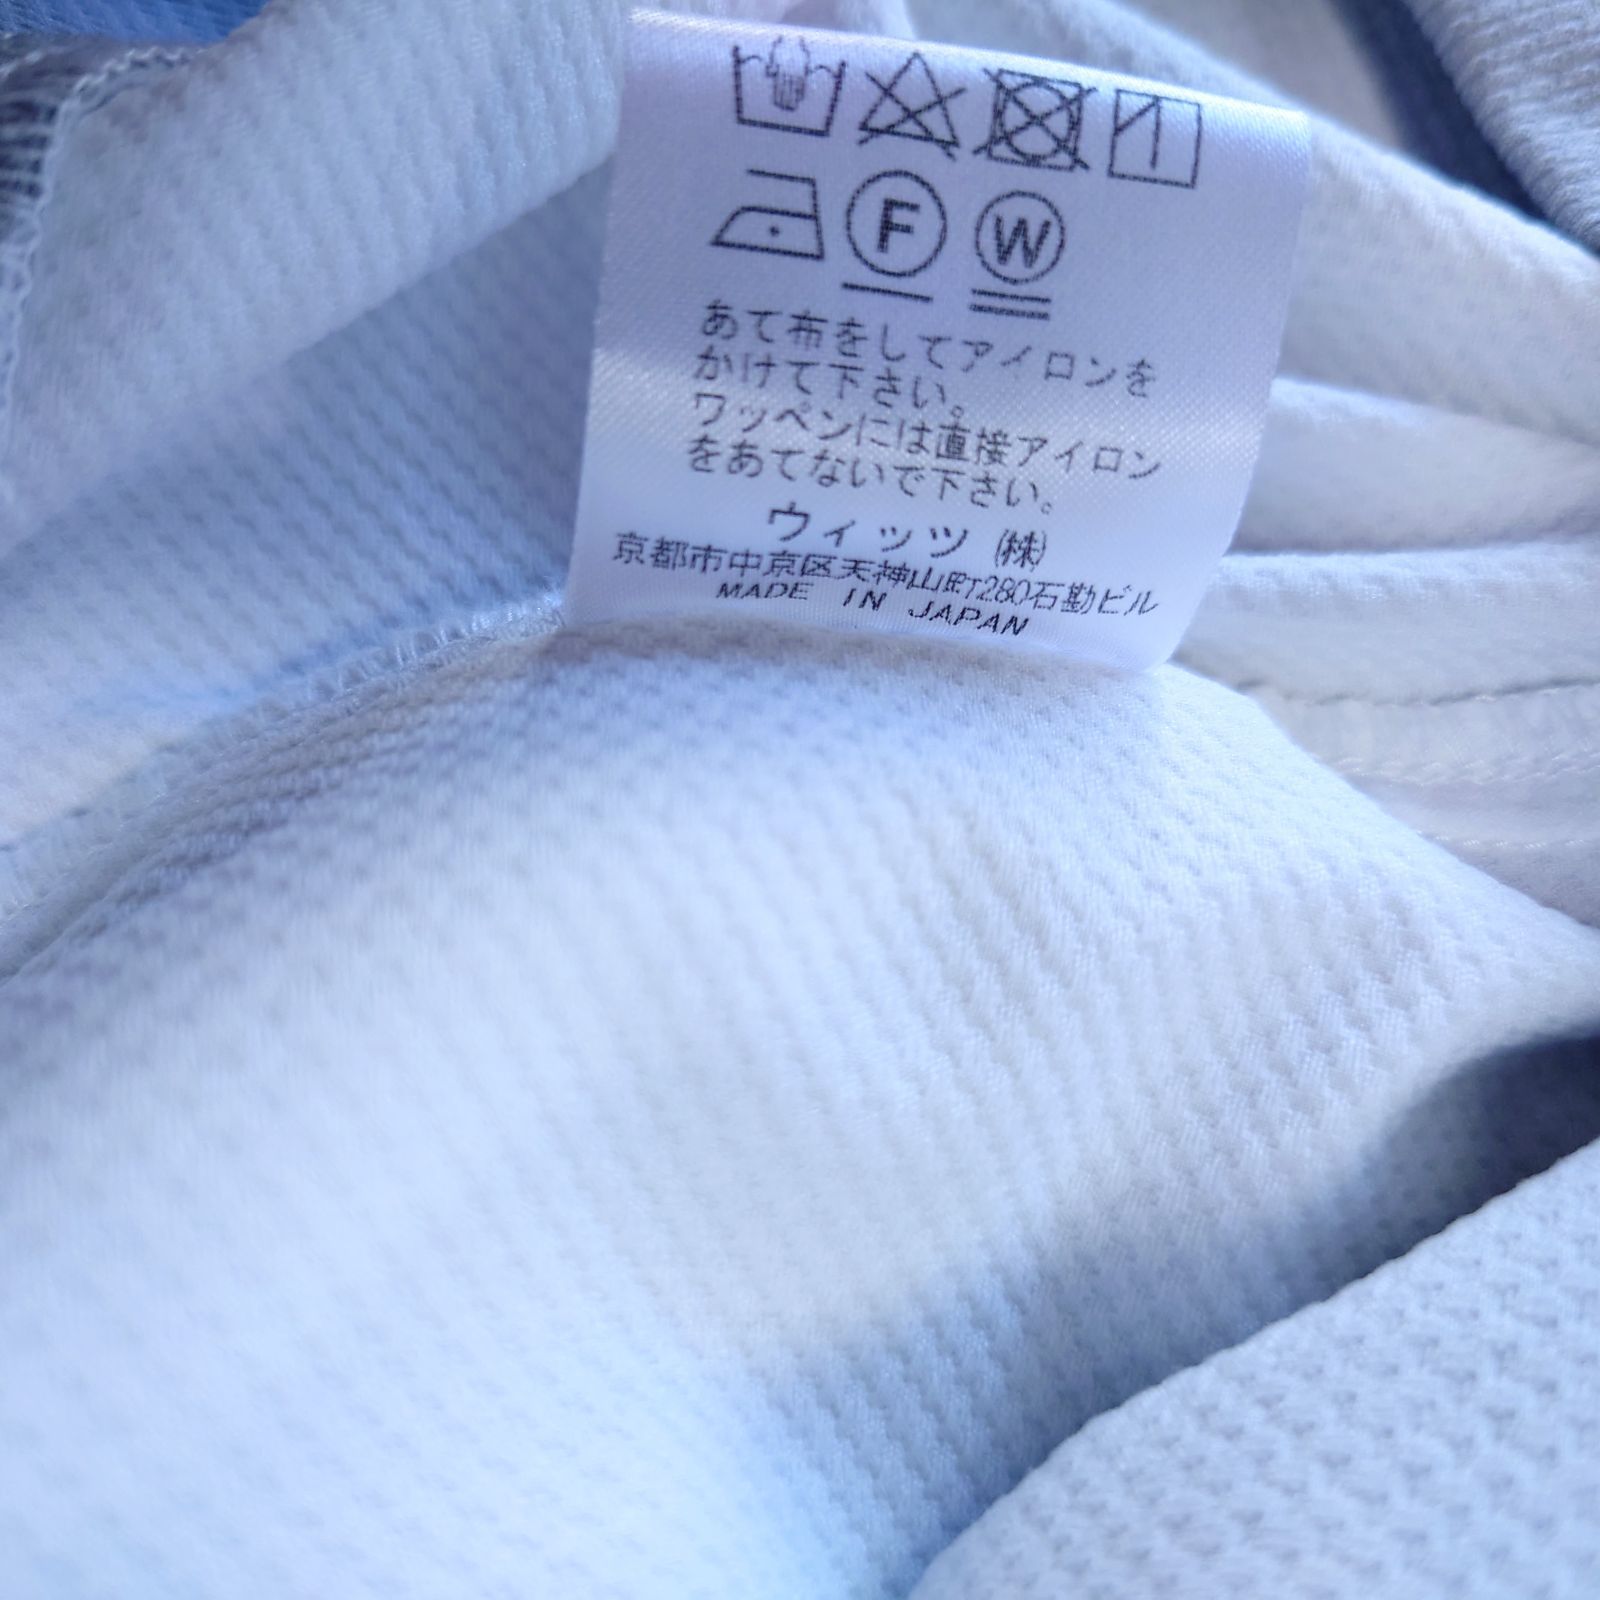 F W
あて布をしてアイロンを
かけて下さい。
ワッペンには直接アイロン
をあてないで下さい。
ウィッツ ㈱
京都市中京区天神山町280石勘ビル
MADE IN JAPAN